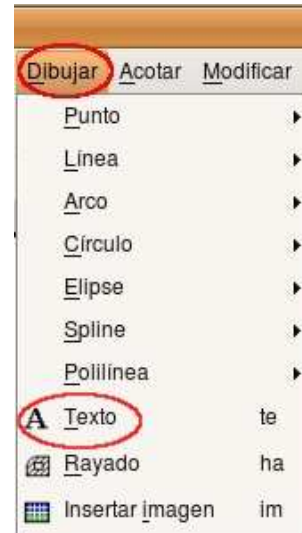 Dibujar Acotar Modificar
Punto
Línea
Arco
Círculo
Elipse
Spline
Polilínea
A Texto te
Rayado ha
Insertar imagen im